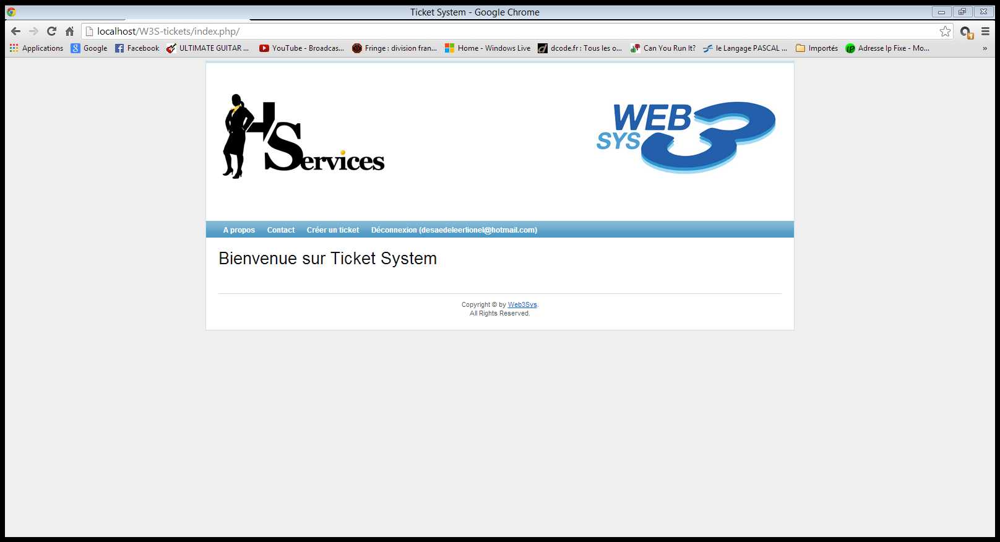 Ticket System - Google Chrome
localhost/W3S-tickets/index.php/
Applications Google Facebook ULTIMATE GUITAR ... YouTube - Broadcas... Fringe : division fran... Home - Windows Live dcode.fr : Tous les o... Can You Run It? le Langage PASCAL ... Importés Adresse Ip Fixe - Mo... »
HServices
WEB 3
SYS
A propos Contact Créer un ticket Déconnexion (desaedeleerlionel@hotmail.com)
Bienvenue sur Ticket System
Copyright © by Web3Sys.
All Rights Reserved.